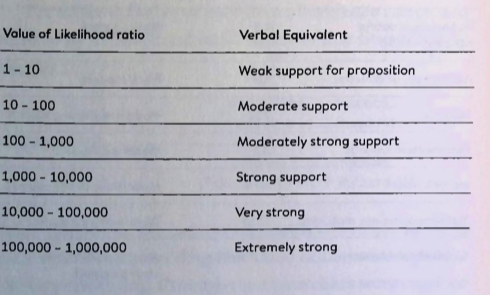 Value of Likelihood ratio Verbal Equivalent
1 - 10 Weak support for proposition
10 - 100 Moderate support
100 - 1,000 Moderately strong support
1,000 - 10,000 Strong support
10,000 - 100,000 Very strong
100,000 - 1,000,000 Extremely strong